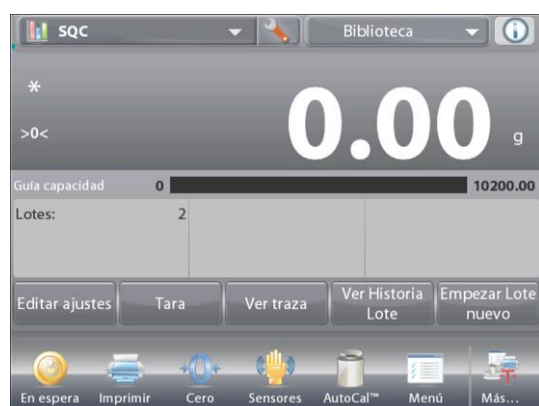 SQC Biblioteca
*
>0< 0.00 g
Guía capacidad 0 10200.00
Lotes: 2
Editar ajustes Tara Ver traza Ver Historia Lote Empezar Lote nuevo
En espera Imprimir Cero Sensores AutoCal™ Menú Más...